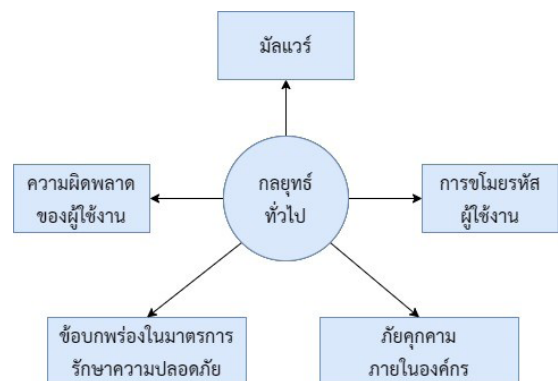 มัลแวร์
ความผิดพลาด
ของผู้ใช้งาน
กลยุทธ์
ทั่วไป
การขโมยรหัส
ผู้ใช้งาน
ข้อบกพร่องในมาตรการ
รักษาความปลอดภัย
ภัยคุกคาม
ภายในองค์กร